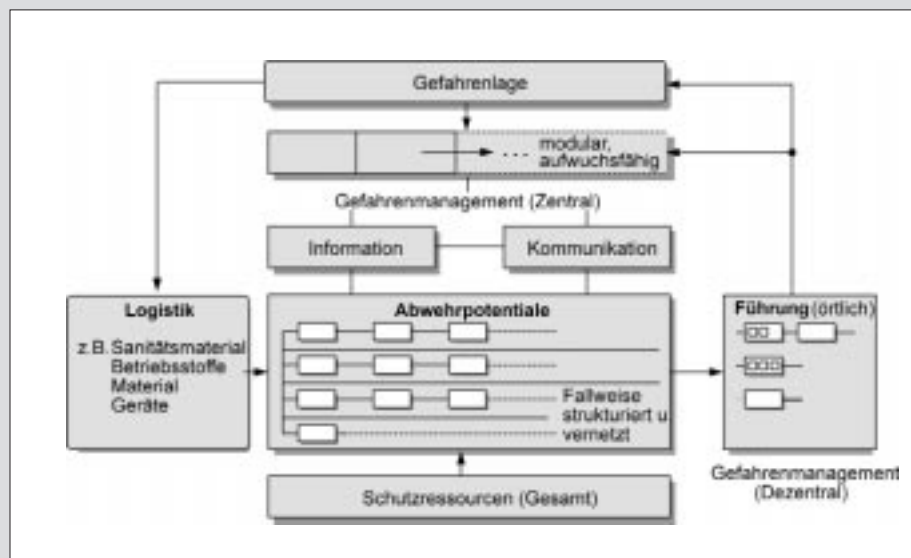 Gefahrenlage
... modular,
aufwuchsfähig
Gefahrenmanagement (Zentral)
Information
Kommunikation
Logistik
z.B. Sanitätsmaterial
Betriebsstoffe
Material
Geräte
Abwehrpotentiale
Fallweise
strukturiert u.
vernetzt
Führung (örtlich)
Gefahrenmanagement
(Dezentral)
Schutzressourcen (Gesamt)